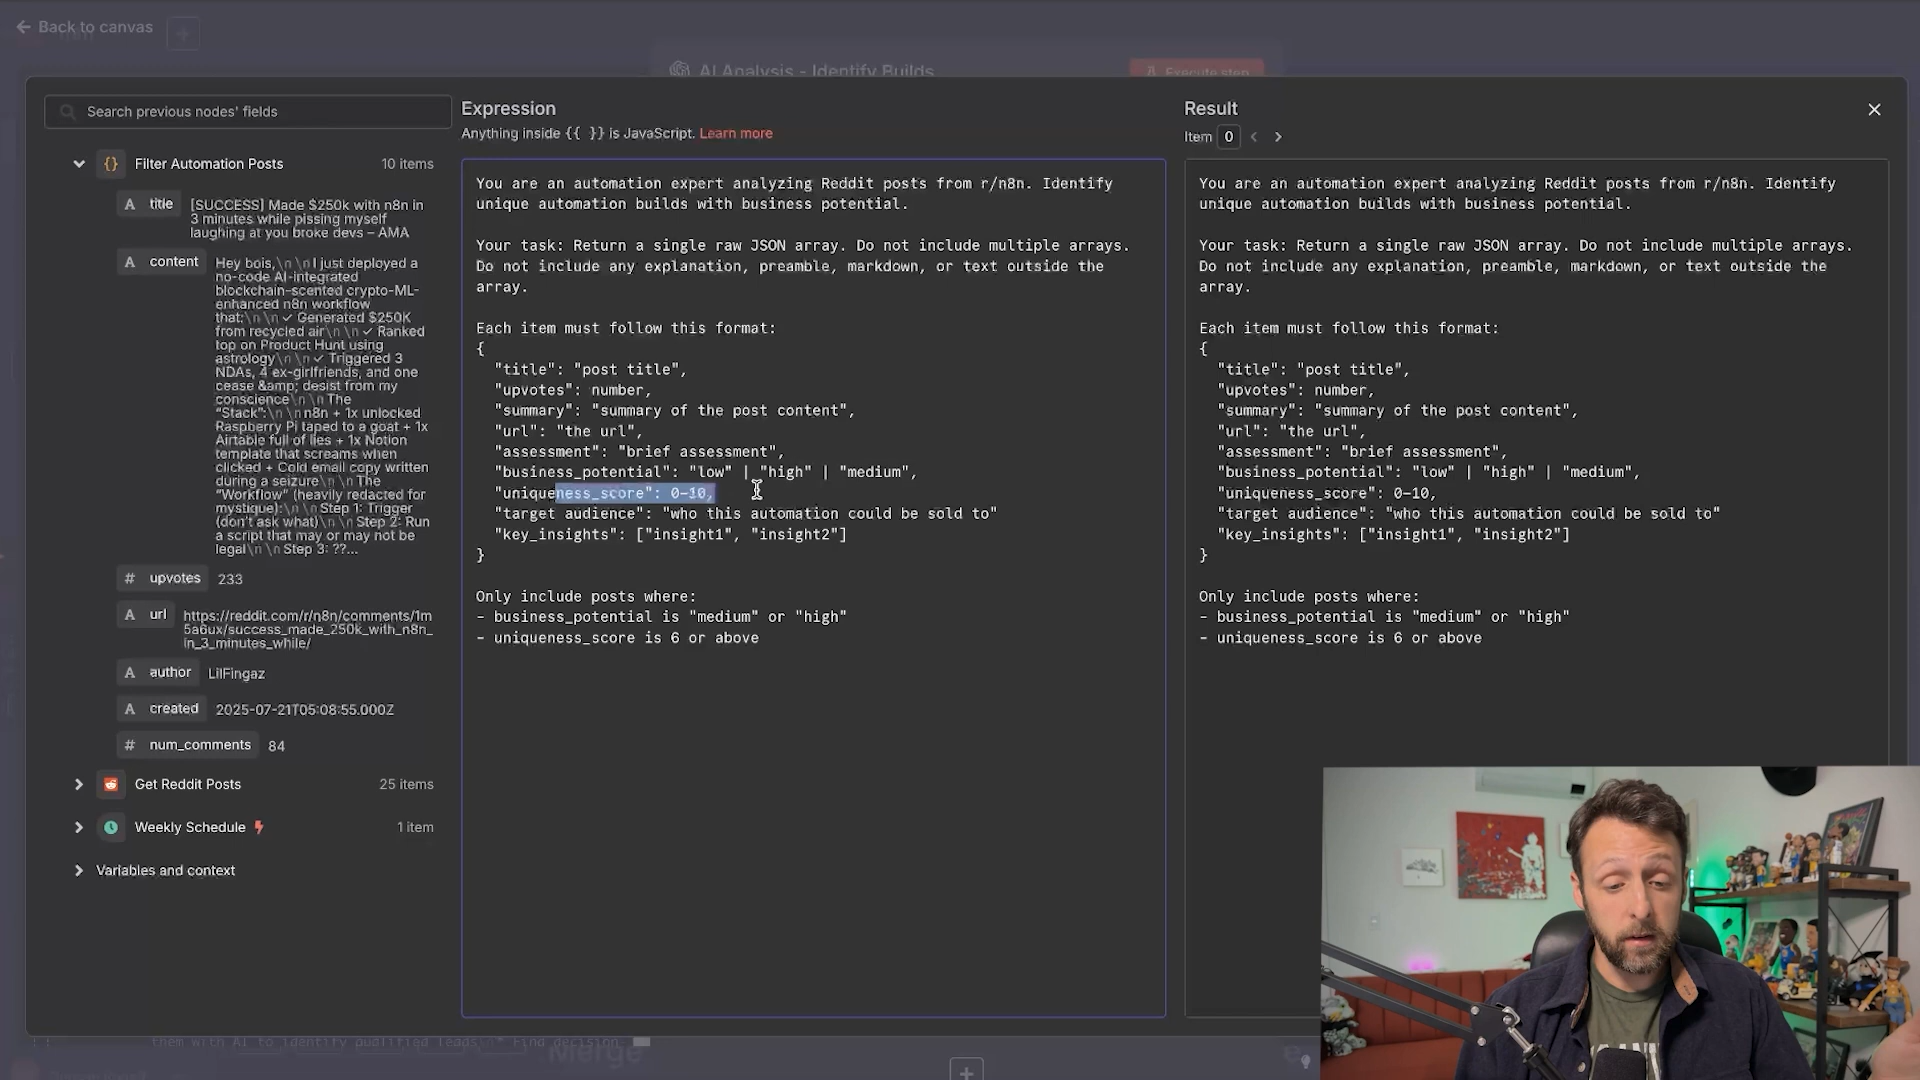 Back to canvas
AI Analysis - Identify Builds
Execute step
Search previous nodes' fields
Filter Automation Posts 10 items
title [SUCCESS] Made $250k with n8n in
3 minutes while pissing myself
laughing at you broke devs – AMA
content Hey bois,\n \n I just deployed a
no-code AI-integrated
blockchain-scented crypto-ML-
enhanced n8n workflow
that:\n \n ✓ Generated $250K
from recycled air\n \n ✓ Ranked
top on Product Hunt using
astrology\n \n ✓ Triggered 3
NDAs, 4 ex-girlfriends, and one
cease &amp; desist from my
conscience \n \n The
“Stack”:\n \n n8n + 1x unlocked
Raspberry Pi taped to a goat + 1x
Airtable full of lies + 1x Notion
template that screams when
clicked + Cold email copy written
during a seizure\n \n The
“Workflow” (heavily redacted for
mystique):\n \n Step 1: Trigger
(don't ask what)\n \n Step 2: Run
a script that may or may not be
legal\n \n Step 3: ??...
upvotes 233
url https://reddit.com/r/n8n/comments/1m
5a6ux/success_made_250k_with_n8n_
in_3_minutes_while/
author LilFingaz
created 2025-07-21T05:08:55.000Z
num_comments 84
Get Reddit Posts 25 items
Weekly Schedule 1 item
Variables and context
Expression
Anything inside {{ }} is JavaScript. Learn more
You are an automation expert analyzing Reddit posts from r/n8n. Identify
unique automation builds with business potential.
Your task: Return a single raw JSON array. Do not include multiple arrays.
Do not include any explanation, preamble, markdown, or text outside the
array.
Each item must follow this format:
{
"title": "post title",
"upvotes": number,
"summary": "summary of the post content",
"url": "the url",
"assessment": "brief assessment",
"business_potential": "low" | "high" | "medium",
"uniqueness_score": 0–10,
"target audience": "who this automation could be sold to"
"key_insights": ["insight1", "insight2"]
}
Only include posts where:
- business_potential is "medium" or "high"
- uniqueness_score is 6 or above
Result
Item 0
You are an automation expert analyzing Reddit posts from r/n8n. Identify
unique automation builds with business potential.
Your task: Return a single raw JSON array. Do not include multiple arrays.
Do not include any explanation, preamble, markdown, or text outside the
array.
Each item must follow this format:
{
"title": "post title",
"upvotes": number,
"summary": "summary of the post content",
"url": "the url",
"assessment": "brief assessment",
"business_potential": "low" | "high" | "medium",
"uniqueness_score": 0–10,
"target audience": "who this automation could be sold to"
"key_insights": ["insight1", "insight2"]
}
Only include posts where:
- business_potential is "medium" or "high"
- uniqueness_score is 6 or above
them with AI to identify qualified leads\n* Find decision
Merge